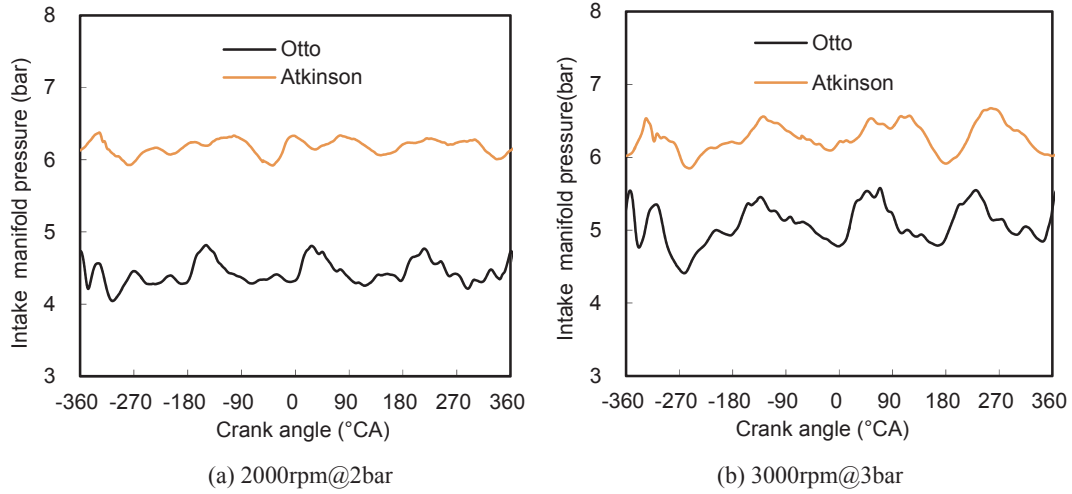 8
7
6
5
4
3
Intake manifold pressure (bar)
Otto
Atkinson
-360 -270 -180 -90 0 90 180 270 360
Crank angle (°CA)
(a) 2000rpm@2bar
8
7
6
5
4
3
Intake manifold pressure(bar)
Otto
Atkinson
-360 -270 -180 -90 0 90 180 270 360
Crank angle (°CA)
(b) 3000rpm@3bar